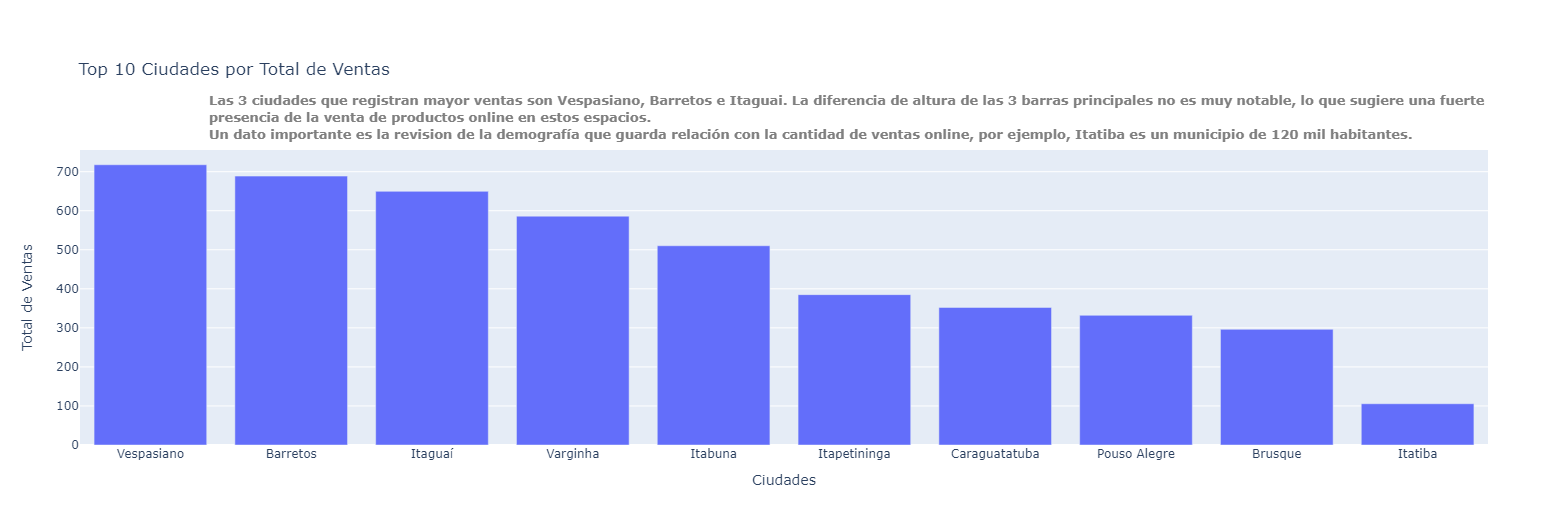 Top 10 Ciudades por Total de Ventas
Las 3 ciudades que registran mayor ventas son Vespasiano, Barretos e Itaguai. La diferencia de altura de las 3 barras principales no es muy notable, lo que sugiere una fuerte
presencia de la venta de productos online en estos espacios.
Un dato importante es la revision de la demografía que guarda relación con la cantidad de ventas online, por ejemplo, Itatiba es un municipio de 120 mil habitantes.
Total de Ventas
700
600
500
400
300
200
100
0
Vespasiano
Barretos
Itaguaí
Varginha
Itabuna
Itapetininga
Caraguatatuba
Pouso Alegre
Brusque
Itatiba
Ciudades